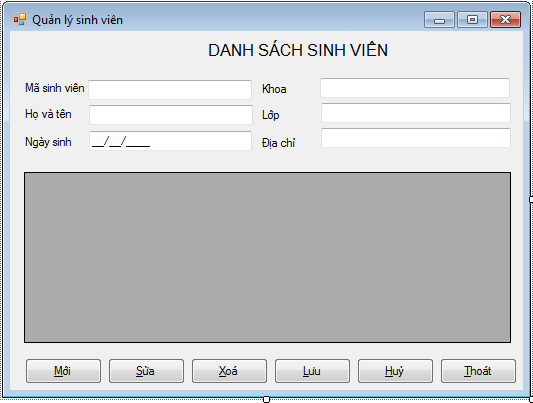 Quản lý sinh viên
DANH SÁCH SINH VIÊN
Mã sinh viên
Khoa
Họ và tên
Lớp
Ngày sinh
__/__/____
Địa chỉ
Mới
Sửa
Xoá
Lưu
Huỷ
Thoát